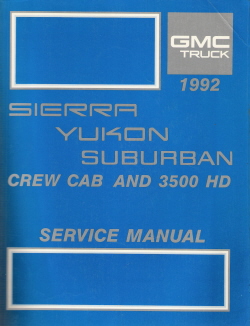 GMC
TRUCK
1992
SIERRA
YUKON
SUBURBAN
CREW CAB AND 3500 HD
SERVICE MANUAL